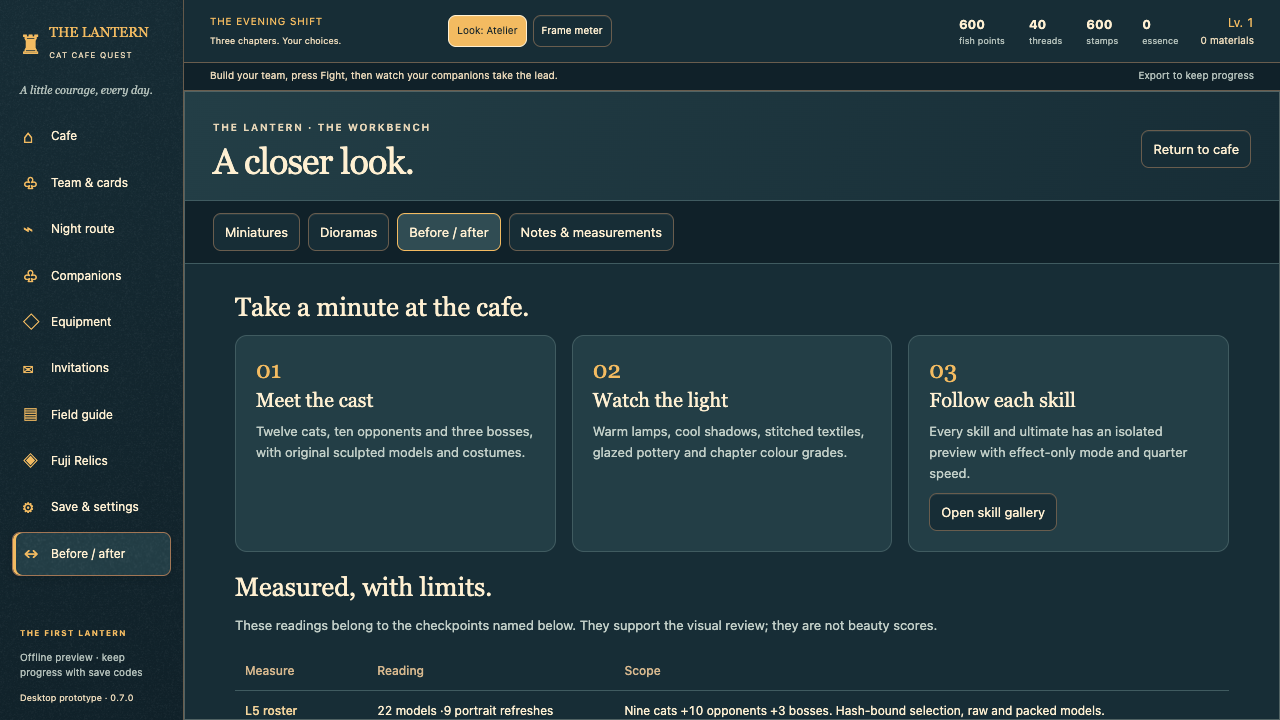 THE LANTERN
CAT CAFE QUEST
A little courage, every day.
Cafe
Team & cards
Night route
Companions
Equipment
Invitations
Field guide
Fuji Relics
Save & settings
Before / after
THE FIRST LANTERN
Offline preview · keep
progress with save codes
Desktop prototype · 0.7.0
THE EVENING SHIFT
Three chapters. Your choices.
Look: Atelier
Frame meter
600
fish points
40
threads
600
stamps
0
essence
Lv. 1
0 materials
Build your team, press Fight, then watch your companions take the lead.
Export to keep progress
THE LANTERN · THE WORKBENCH
A closer look.
Return to cafe
Miniatures
Dioramas
Before / after
Notes & measurements
Take a minute at the cafe.
01
Meet the cast
Twelve cats, ten opponents and three bosses,
with original sculpted models and costumes.
02
Watch the light
Warm lamps, cool shadows, stitched textiles,
glazed pottery and chapter colour grades.
03
Follow each skill
Every skill and ultimate has an isolated
preview with effect-only mode and quarter
speed.
Open skill gallery
Measured, with limits.
These readings belong to the checkpoints named below. They support the visual review; they are not beauty scores.
Measure Reading Scope
L5 roster 22 models ·9 portrait refreshes Nine cats +10 opponents +3 bosses. Hash-bound selection, raw and packed models.